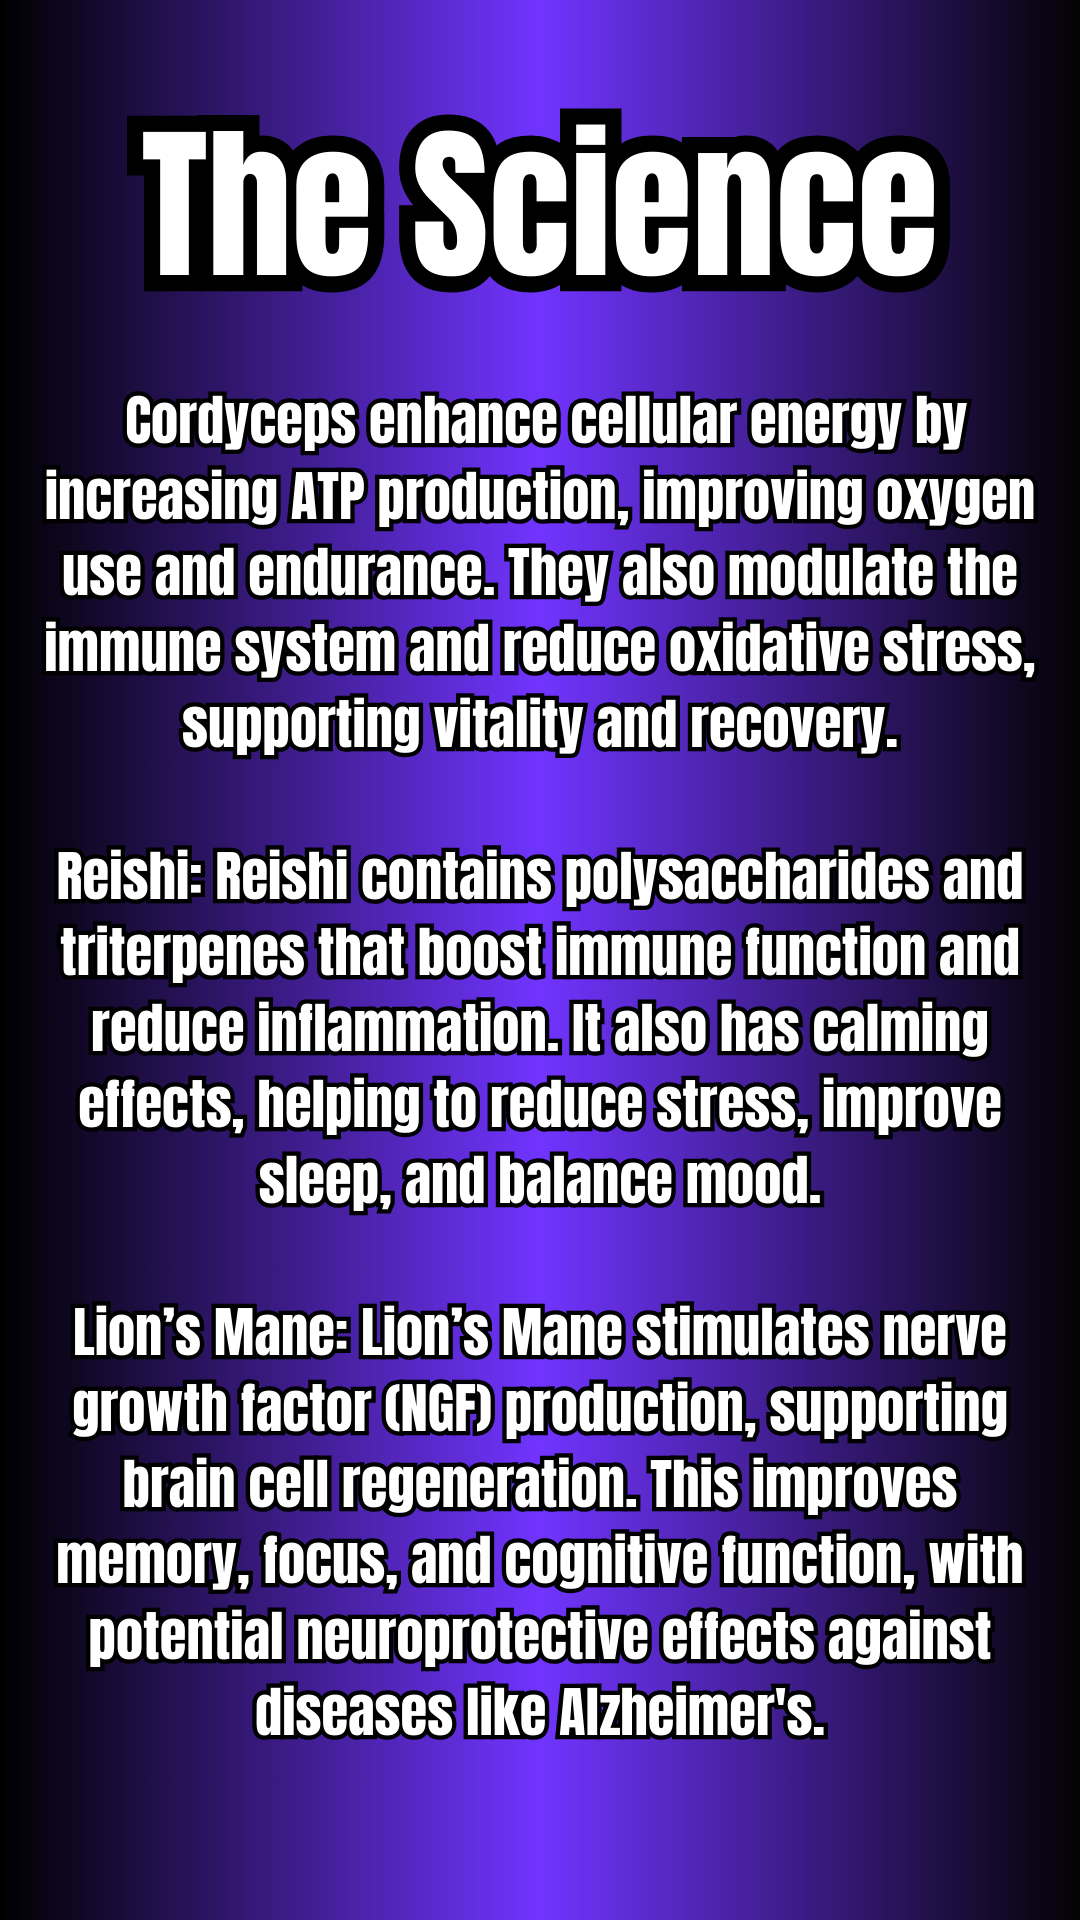 The Science
Cordyceps enhance cellular energy by
increasing ATP production, improving oxygen
use and endurance. They also modulate the
immune system and reduce oxidative stress,
supporting vitality and recovery.
Reishi: Reishi contains polysaccharides and
triterpenes that boost immune function and
reduce inflammation. It also has calming
effects, helping to reduce stress, improve
sleep, and balance mood.
Lion’s Mane: Lion’s Mane stimulates nerve
growth factor (NGF) production, supporting
brain cell regeneration. This improves
memory, focus, and cognitive function, with
potential neuroprotective effects against
diseases like Alzheimer's.